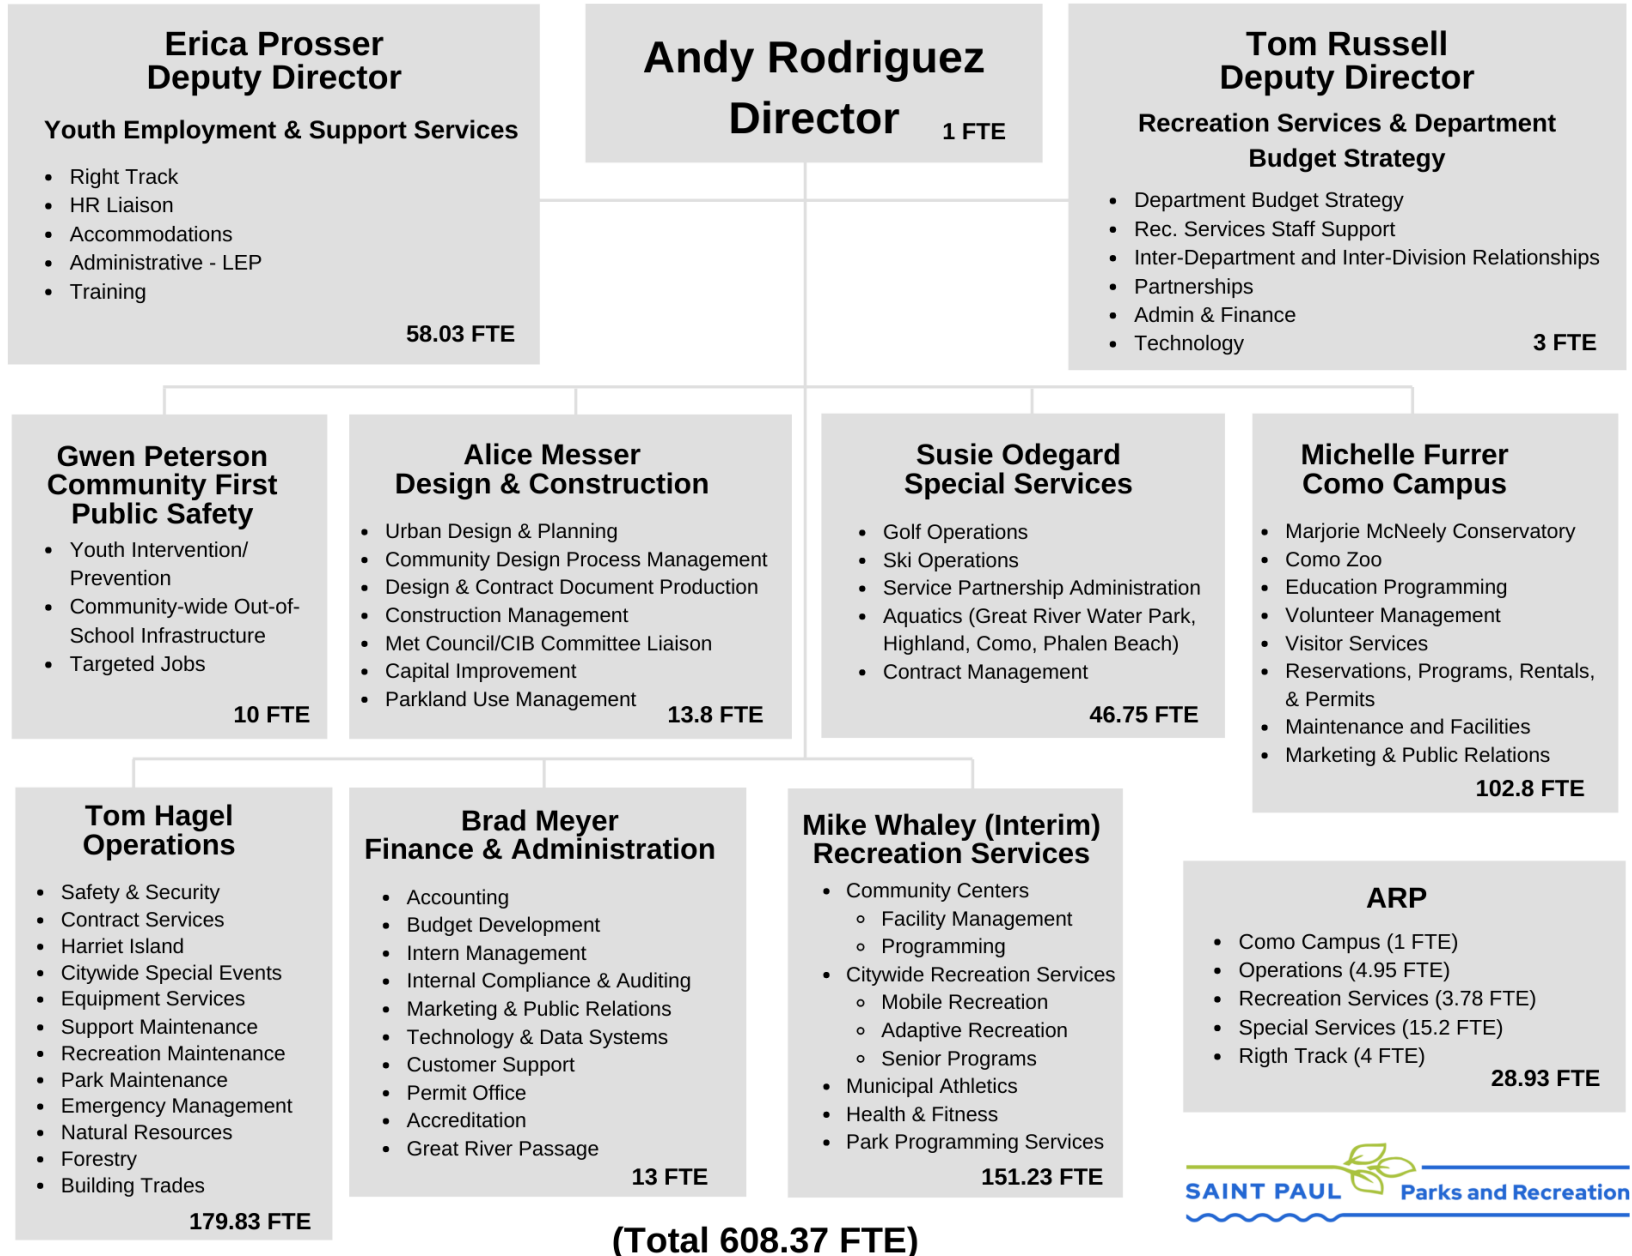 Erica Prosser
Deputy Director
Youth Employment & Support Services
• Right Track
• HR Liaison
• Accommodations
• Administrative - LEP
• Training
58.03 FTE
Andy Rodriguez
Director
1 FTE
Tom Russell
Deputy Director
Recreation Services & Department
Budget Strategy
• Department Budget Strategy
• Rec. Services Staff Support
• Inter-Department and Inter-Division Relationships
• Partnerships
• Admin & Finance
• Technology
3 FTE
Gwen Peterson
Community First
Public Safety
• Youth Intervention/
Prevention
• Community-wide Out-of-
School Infrastructure
• Targeted Jobs
10 FTE
Alice Messer
Design & Construction
• Urban Design & Planning
• Community Design Process Management
• Design & Contract Document Production
• Construction Management
• Met Council/CIB Committee Liaison
• Capital Improvement
• Parkland Use Management
13.8 FTE
Susie Odegard
Special Services
• Golf Operations
• Ski Operations
• Service Partnership Administration
• Aquatics (Great River Water Park,
Highland, Como, Phalen Beach)
• Contract Management
46.75 FTE
Michelle Furrer
Como Campus
• Marjorie McNeely Conservatory
• Como Zoo
• Education Programming
• Volunteer Management
• Visitor Services
• Reservations, Programs, Rentals,
& Permits
• Maintenance and Facilities
• Marketing & Public Relations
102.8 FTE
Tom Hagel
Operations
• Safety & Security
• Contract Services
• Harriet Island
• Citywide Special Events
• Equipment Services
• Support Maintenance
• Recreation Maintenance
• Park Maintenance
• Emergency Management
• Natural Resources
• Forestry
• Building Trades
179.83 FTE
Brad Meyer
Finance & Administration
• Accounting
• Budget Development
• Intern Management
• Internal Compliance & Auditing
• Marketing & Public Relations
• Technology & Data Systems
• Customer Support
• Permit Office
• Accreditation
• Great River Passage
13 FTE
Mike Whaley (Interim)
Recreation Services
• Community Centers
◦ Facility Management
◦ Programming
• Citywide Recreation Services
◦ Mobile Recreation
◦ Adaptive Recreation
◦ Senior Programs
• Municipal Athletics
• Health & Fitness
• Park Programming Services
151.23 FTE
ARP
• Como Campus (1 FTE)
• Operations (4.95 FTE)
• Recreation Services (3.78 FTE)
• Special Services (15.2 FTE)
• Rigth Track (4 FTE)
28.93 FTE
SAINT PAUL Parks and Recreation
(Total 608.37 FTE)